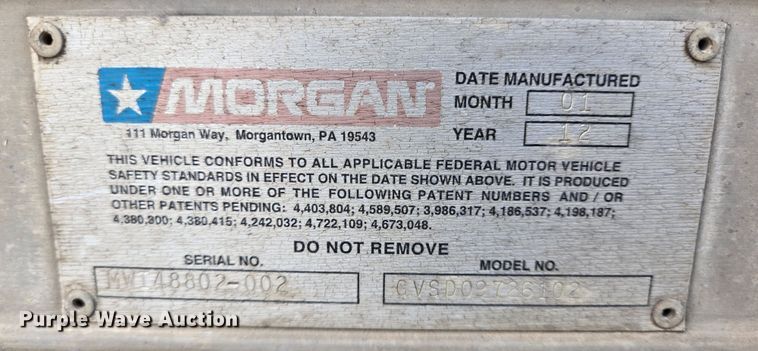 MORGAN
DATE MANUFACTURED
MONTH 01
111 Morgan Way, Morgantown, PA 19543
YEAR 12
THIS VEHICLE CONFORMS TO ALL APPLICABLE FEDERAL MOTOR VEHICLE
SAFETY STANDARDS IN EFFECT ON THE DATE SHOWN ABOVE. IT IS PRODUCED
UNDER ONE OR MORE OF THE FOLLOWING PATENT NUMBERS AND / OR
OTHER PATENTS PENDING: 4,403,804; 4,589,507; 3,986,317; 4,186,537; 4,198,187;
4,380,300; 4,380,415; 4,242,032; 4,722,109; 4,673,048.
DO NOT REMOVE
SERIAL NO.
MODEL NO.
MW148802-002
Purple Wave Auction